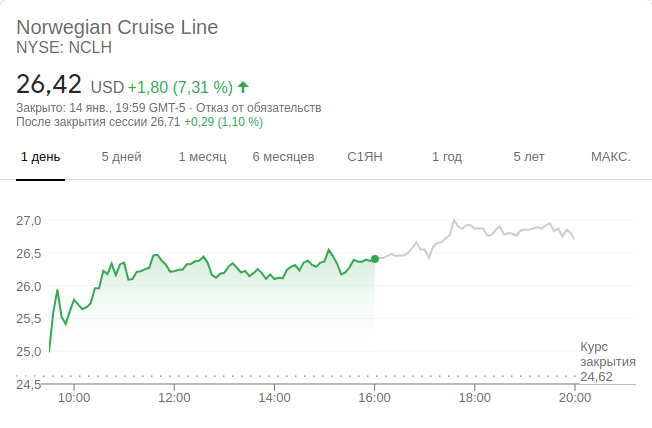 Norwegian Cruise Line
NYSE: NCLH
26,42 USD +1,80 (7,31 %)
Закрыто: 14 янв., 19:59 GMT-5 · Отказ от обязательств
После закрытия сессии 26,71 +0,29 (1,10 %)
1 день 5 дней 1 месяц 6 месяцев С1ЯН 1 год 5 лет МАКС.
27,0
26,5
26,0
25,5
25,0
24,5
Курс
закрытия
24,62
10:00 12:00 14:00 16:00 18:00 20:00